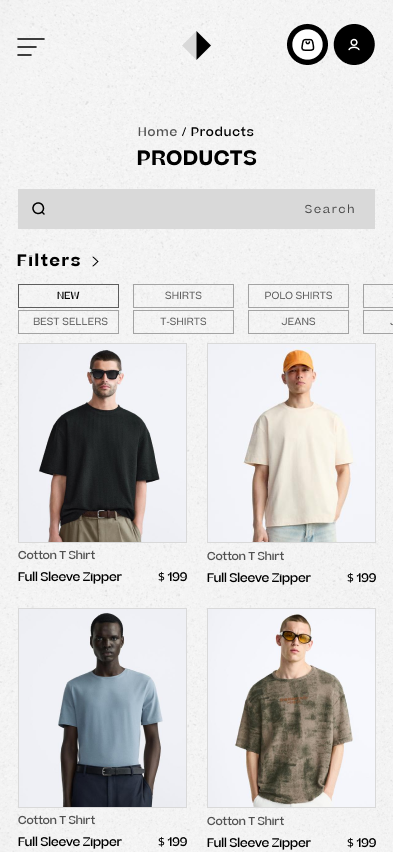 Home / Products
PRODUCTS
Search
Filters
NEW SHIRTS POLO SHIRTS
BEST SELLERS T-SHIRTS JEANS
Cotton T Shirt Cotton T Shirt
Full Sleeve Zipper $ 199 Full Sleeve Zipper $ 199
Cotton T Shirt Cotton T Shirt
Full Sleeve Zipper $ 199 Full Sleeve Zipper $ 199